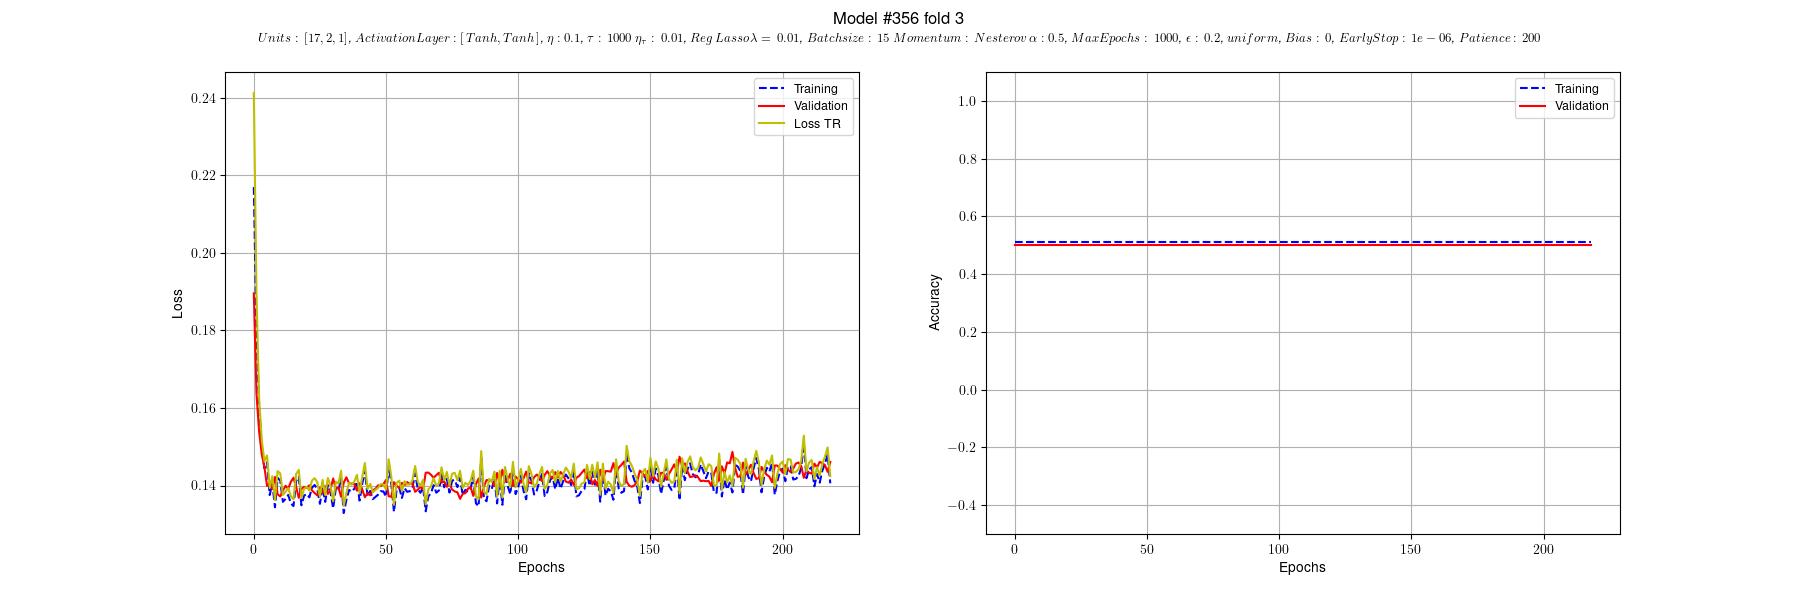 Model #356 fold 3
Units : [17, 2, 1], ActivationLayer : [Tanh, Tanh], η : 0.1, τ : 1000 η_τ : 0.01, Reg Lasso λ = 0.01, Batchsize : 15 Momentum : Nesterov α : 0.5, MaxEpochs : 1000, ϵ : 0.2, uniform, Bias : 0, EarlyStop : 1e − 06, Patience : 200
Training
Validation
Loss TR
0.24
0.22
0.20
0.18
0.16
0.14
Loss
0
50
100
150
200
Epochs
Training
Validation
1.0
0.8
0.6
0.4
0.2
0.0
−0.2
−0.4
Accuracy
0
50
100
150
200
Epochs